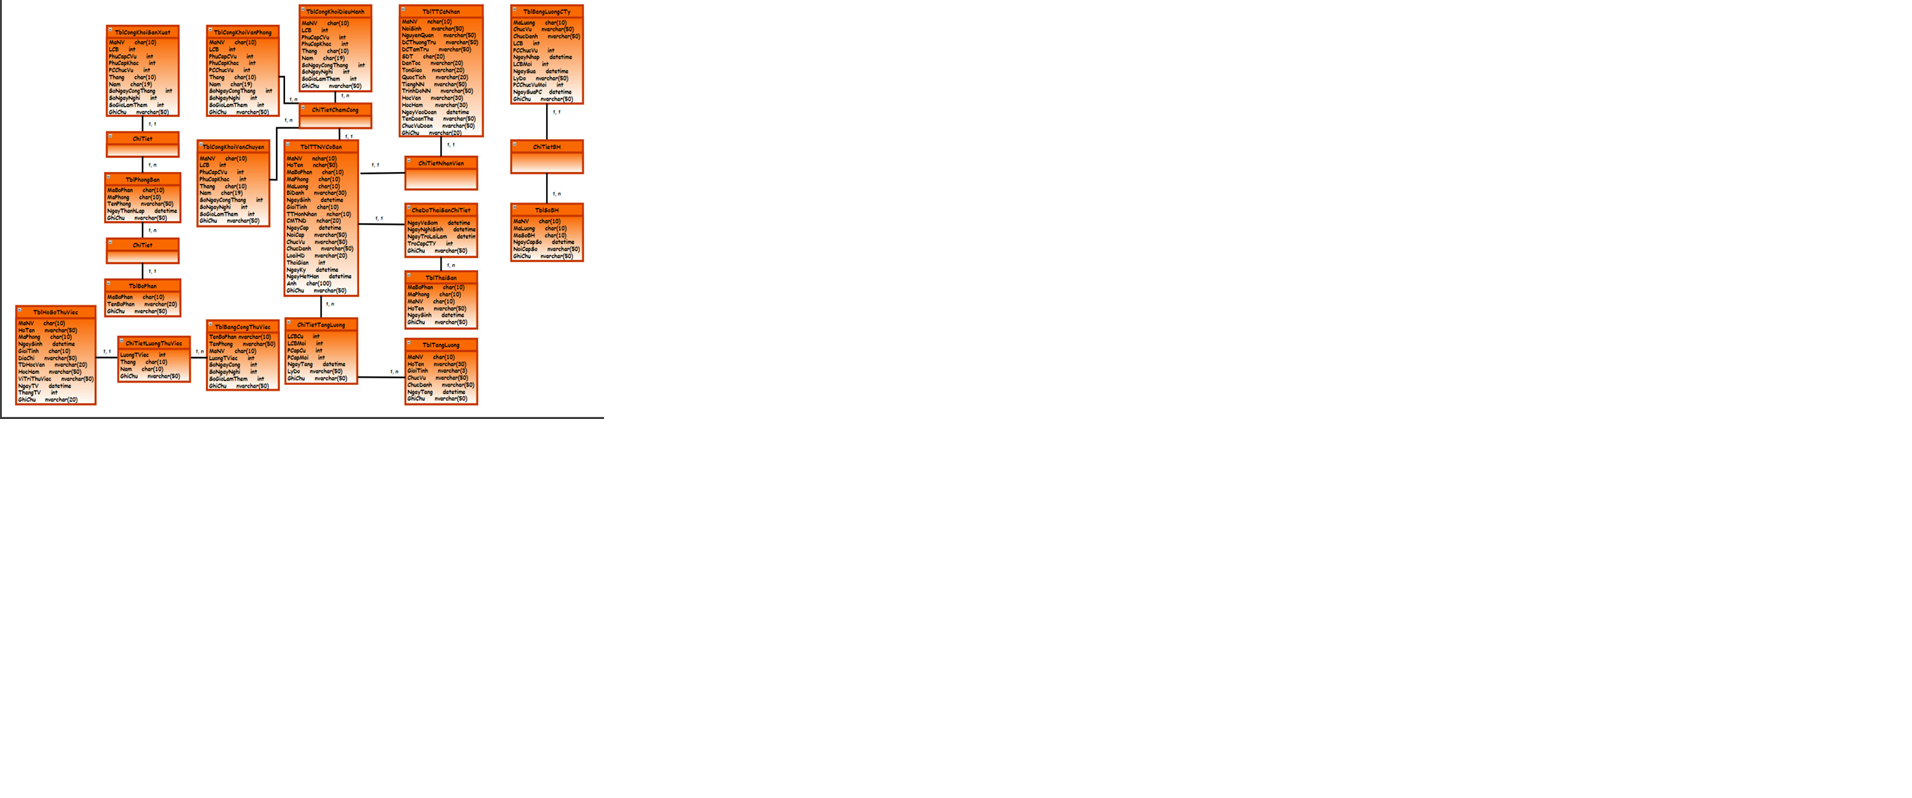 TblCongKhoiSanXuat
MaNV char(10)
LCB int
PhuCapCVu int
PhuCapKhac int
PCChucVu int
Thang char(10)
Nam char(19)
SoNgayCongThang int
SoNgayNghi int
SoGioLamThem int
GhiChu nvarchar(50)
1, 1
ChiTiet
1, n
TblPhongBan
MaBoPhan char(10)
MaPhong char(10)
TenPhong nvarchar(50)
NgayThanhLap datetime
GhiChu nvarchar(50)
1, n
ChiTiet
1, 1
TblBoPhan
MaBoPhan char(10)
TenBoPhan nvarchar(20)
GhiChu nvarchar(50)
TblCongKhoiVanPhong
MaNV char(10)
LCB int
PhuCapCVu int
PhuCapKhac int
PCChucVu int
Thang char(10)
Nam char(19)
SoNgayCongThang int
SoNgayNghi int
SoGioLamThem int
GhiChu nvarchar(50)
1, n
TblCongKhoiDieuHanh
MaNV char(10)
LCB int
PhuCapCVu int
PhuCapKhac int
Thang char(10)
Nam char(19)
SoNgayCongThang int
SoNgayNghi int
SoGioLamThem int
GhiChu nvarchar(50)
1, n
ChiTietChamCong
1, n
1, 1
TblCongKhoiVanChuyen
MaNV char(10)
LCB int
PhuCapCVu int
PhuCapKhac int
Thang char(10)
Nam char(19)
SoNgayCongThang int
SoNgayNghi int
SoGioLamThem int
GhiChu nvarchar(50)
TblTTNVCoBan
MaNV nchar(10)
HoTen nchar(50)
MaBoPhan char(10)
MaPhong char(10)
MaLuong char(10)
BiDanh nvarchar(30)
NgaySinh datetime
GioiTinh char(10)
TTHonNhan nchar(10)
CMTND nchar(20)
NgayCap datetime
NoiCap nvarchar(50)
ChucVu nvarchar(50)
ChucDanh nvarchar(50)
LoaiHD nvarchar(20)
ThoiGian int
NgayKy datetime
NgayHetHan datetime
Anh char(100)
GhiChu nvarchar(50)
1, 1
1, 1
1, n
TblTTCaNhan
MaNV nchar(10)
NoiSinh nvarchar(50)
NguyenQuan nvarchar(50)
DCThuongTru nvarchar(50)
DCTamTru nvarchar(50)
SDT char(20)
DanToc nvarchar(20)
TonGiao nvarchar(20)
QuocTich nvarchar(20)
TiengNN nvarchar(50)
TrinhDoNN nvarchar(50)
HocVan nvarchar(20)
HocHam nvarchar(30)
NgayVaoDoan datetime
TenDoanThe nvarchar(50)
ChucVuDoan nvarchar(50)
GhiChu nvarchar(20)
1, 1
ChiTietNhanVien
CheDoThaiSanChiTiet
NgayVeSom datetime
NgayNghiSinh datetime
NgayTroLaiLam datetim
TroCapCTY int
GhiChu nvarchar(50)
1, n
TblThaiSan
MaBoPhan char(10)
MaPhong char(10)
MaNV char(10)
HoTen nvarchar(50)
NgaySinh datetime
GhiChu nvarchar(50)
TblBangLuongCTy
MaLuong char(10)
ChucVu char(50)
ChucDanh nvarchar(50)
LCB int
PCChucVu int
NgayNhap datetime
LCBMoi int
NgaySua datetime
LyDo nvarchar(50)
PCChucVuMoi int
NgaySuaPC datetime
GhiChu nvarchar(50)
1, 1
ChiTietBH
1, n
TblSoBH
MaNV char(10)
MaLuong char(10)
MaSoBH char(10)
NgayCapSo datetime
NoiCapSo nvarchar(50)
GhiChu nvarchar(50)
TblHoSoThuViec
MaNV char(10)
HoTen nvarchar(50)
MaPhong char(10)
NgaySinh datetime
GioiTinh char(10)
DiaChi nvarchar(50)
TDHocVan nvarchar(20)
HocHam nvarchar(50)
ViTriThuViec nvarchar(50)
NgayTV datetime
ThangTV int
GhiChu nvarchar(20)
1, 1
ChiTietLuongThuViec
LuongTViec int
Thang char(10)
Nam char(10)
GhiChu nvarchar(50)
1, n
TblBangCongThuViec
TenBoPhan nvarchar(10)
TenPhong nvarchar(50)
MaNV char(10)
LuongTViec int
SoNgayCong int
SoNgayNghi int
SoGioLamThem int
GhiChu nvarchar(50)
ChiTietTangLuong
LCBCu int
LCBMoi int
PCapCu int
PCapMoi int
NgayTang datetime
LyDo nvarchar(50)
GhiChu nvarchar(50)
1, n
TblTangLuong
MaNV char(10)
HoTen nvarchar(30)
GioiTinh nvarchar(3)
ChucVu nvarchar(50)
ChucDanh nvarchar(50)
NgayTang datetime
GhiChu nvarchar(50)